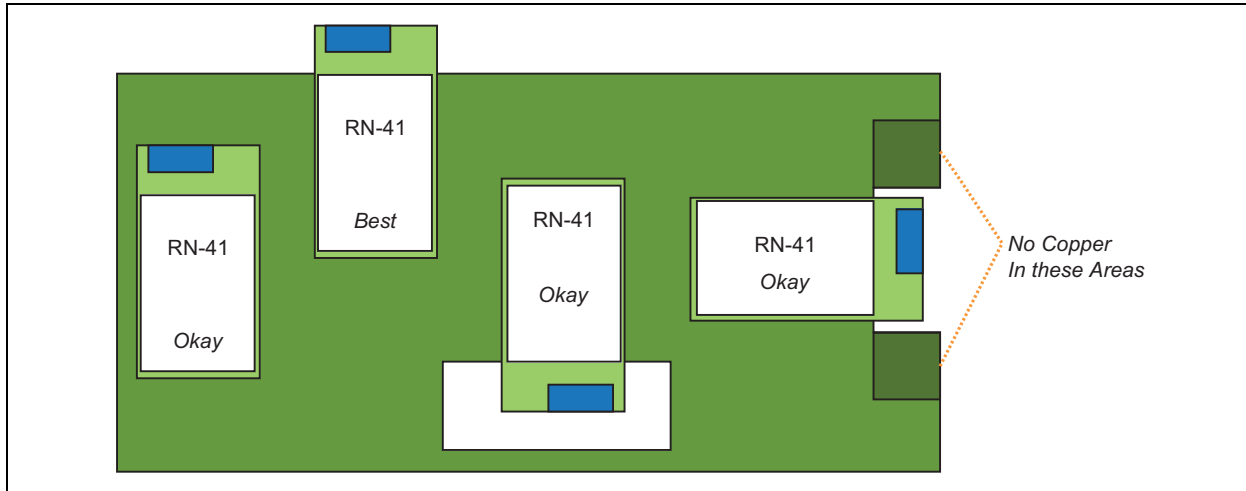 RN-41
Best
RN-41
Okay
RN-41
Okay
RN-41
Okay
No Copper
In these Areas